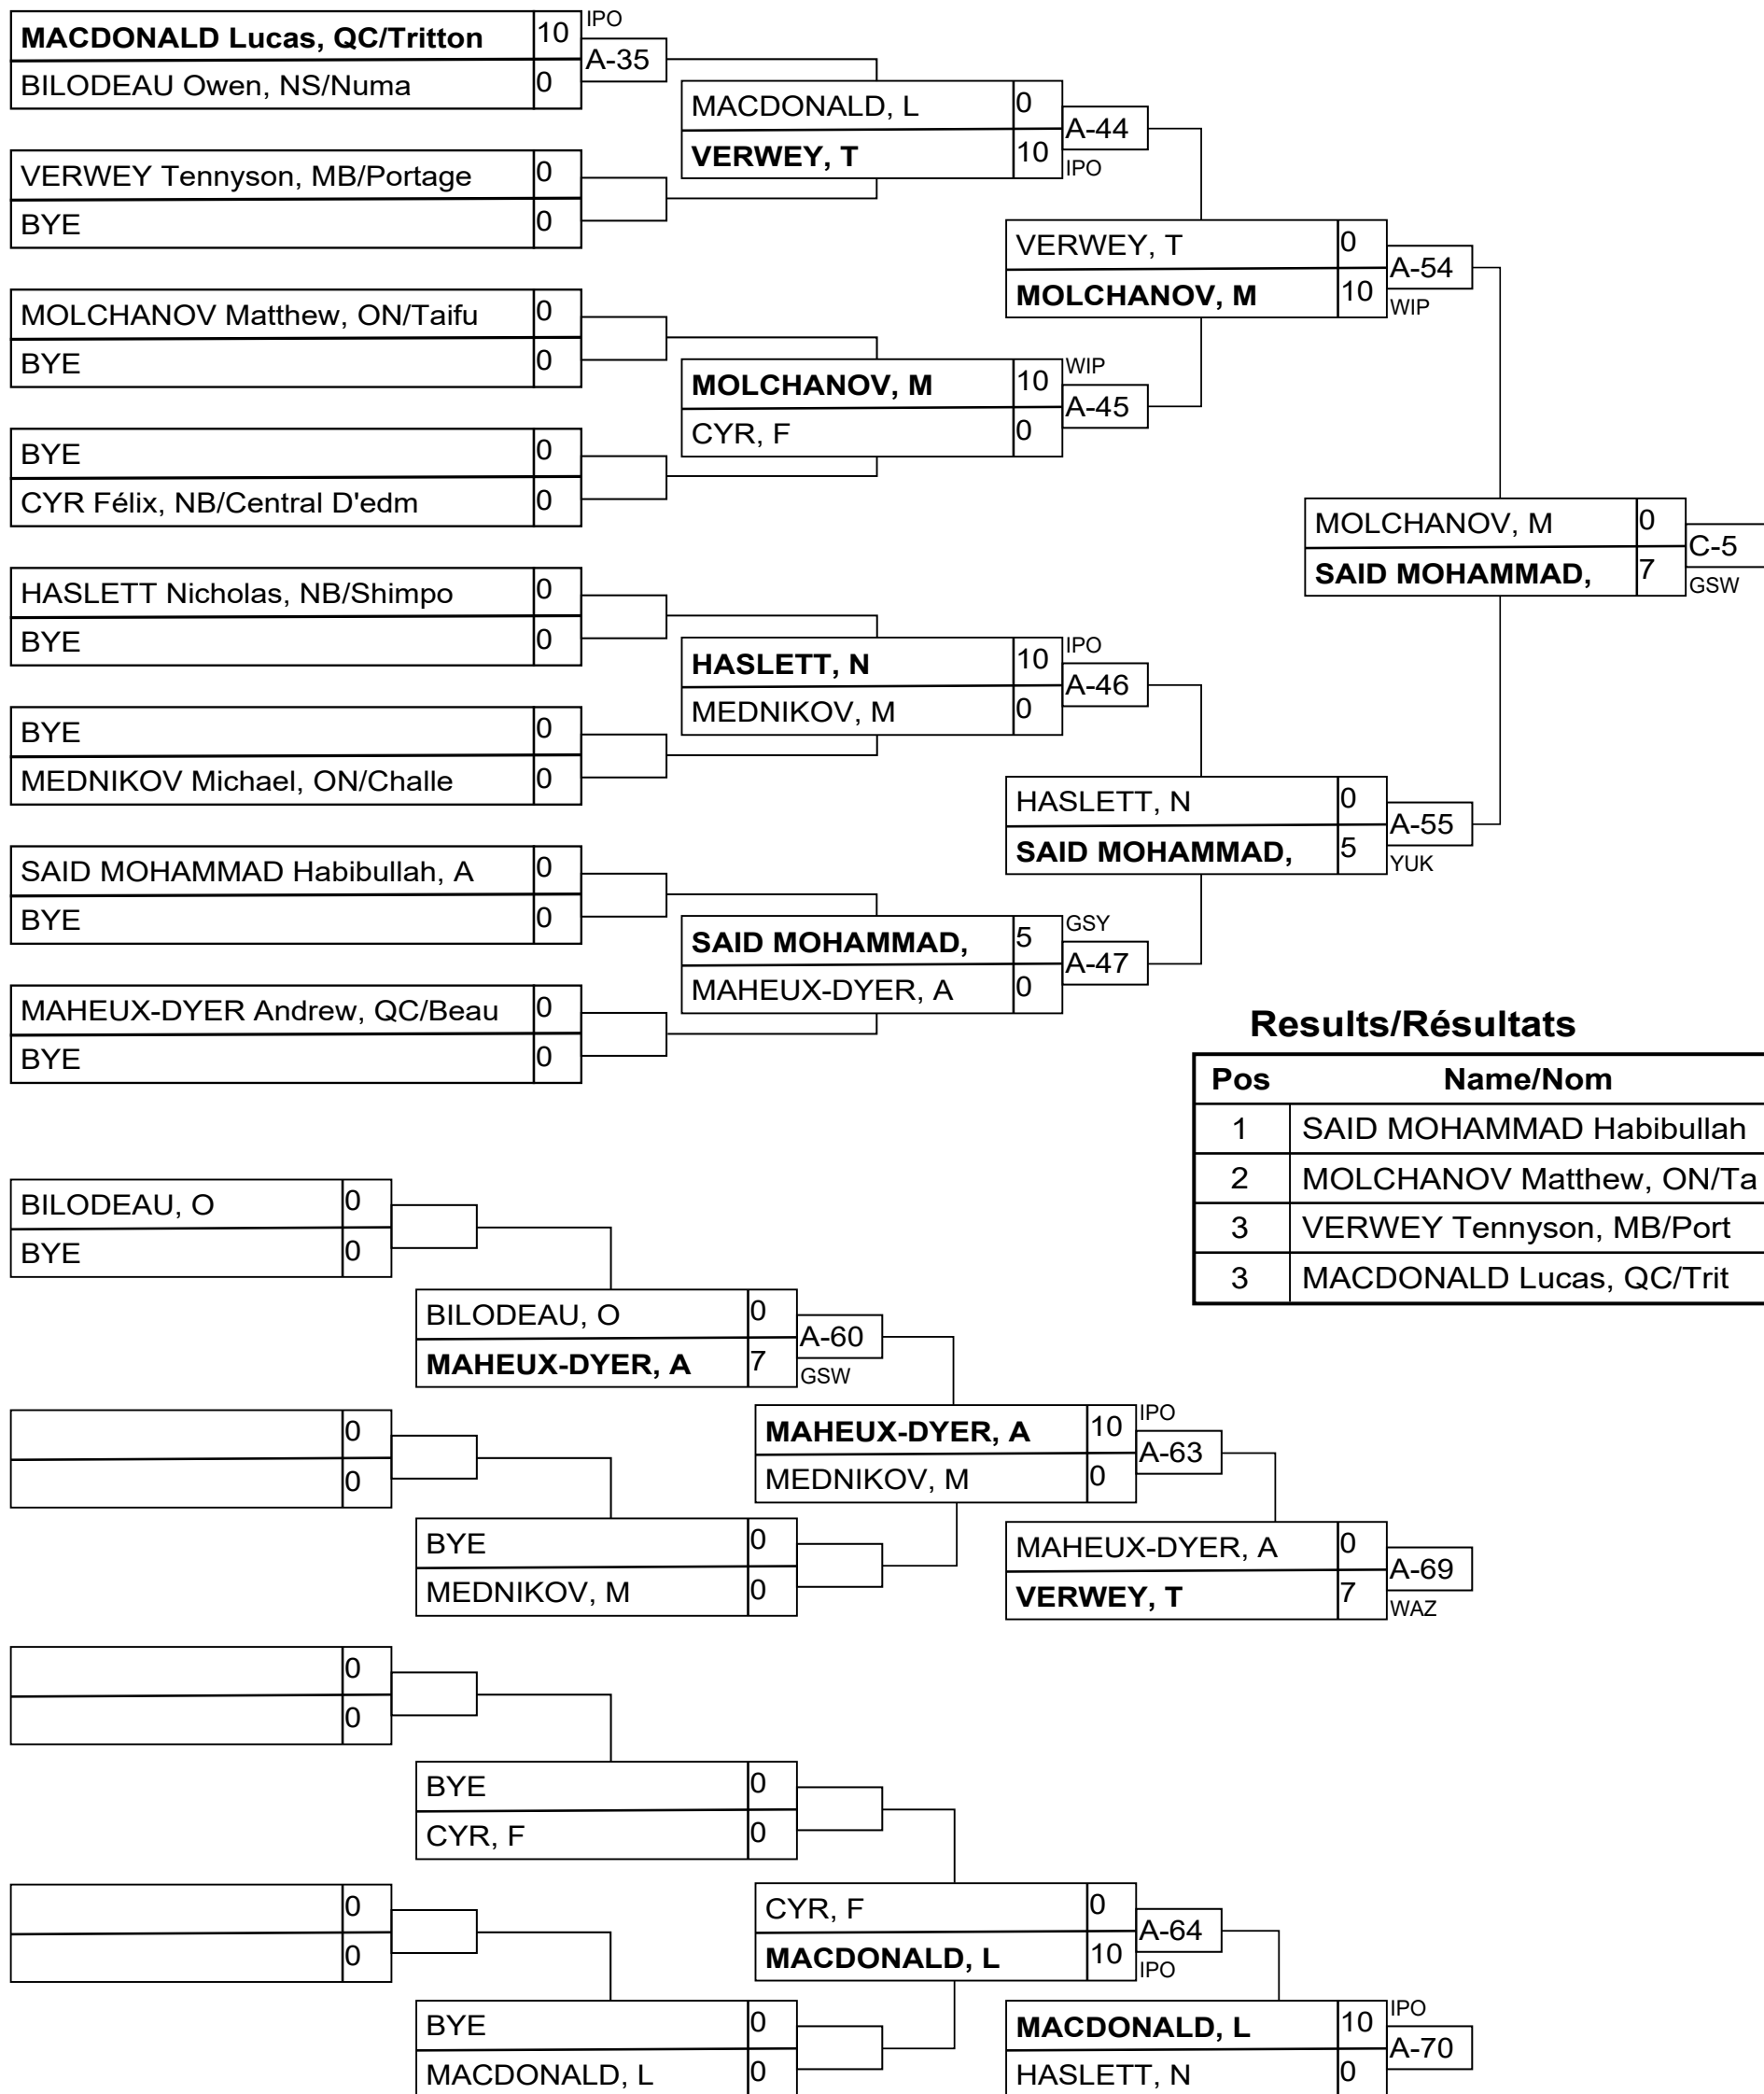 MACDONALD Lucas, QC/Tritton 10 IPO
A-35
BILODEAU Owen, NS/Numa 0
VERWEY Tennyson, MB/Portage 0
BYE 0
MOLCHANOV Matthew, ON/Taifu 0
BYE 0
BYE 0
CYR Félix, NB/Central D'edm 0
HASLETT Nicholas, NB/Shimpo 0
BYE 0
BYE 0
MEDNIKOV Michael, ON/Challe 0
SAID MOHAMMAD Habibullah, A 0
BYE 0
MAHEUX-DYER Andrew, QC/Beau 0
BYE 0
MACDONALD, L 0
A-44
VERWEY, T 10 IPO
MOLCHANOV, M 10 WIP
A-45
CYR, F 0
HASLETT, N 10 IPO
A-46
MEDNIKOV, M 0
SAID MOHAMMAD, 5 GSY
A-47
MAHEUX-DYER, A 0
VERWEY, T 0
A-54
MOLCHANOV, M 10 WIP
HASLETT, N 0
A-55
SAID MOHAMMAD, 5 YUK
MOLCHANOV, M 0
C-5
SAID MOHAMMAD, 7 GSW
Results/Résultats
Pos Name/Nom
1 SAID MOHAMMAD Habibullah
2 MOLCHANOV Matthew, ON/Ta
3 VERWEY Tennyson, MB/Port
3 MACDONALD Lucas, QC/Trit
BILODEAU, O 0
BYE 0
0
0
0
0
0
0
BILODEAU, O 0
A-60
MAHEUX-DYER, A 7 GSW
BYE 0
MEDNIKOV, M 0
BYE 0
CYR, F 0
BYE 0
MACDONALD, L 0
MAHEUX-DYER, A 10 IPO
A-63
MEDNIKOV, M 0
CYR, F 0
A-64
MACDONALD, L 10 IPO
MAHEUX-DYER, A 0
A-69
VERWEY, T 7 WAZ
MACDONALD, L 10 IPO
A-70
HASLETT, N 0